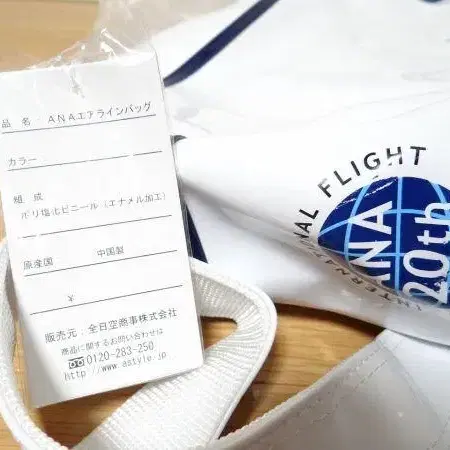 品 名 : ANAエアラインバッグ
カラー
組 成
ポリ塩化ビニール (エナメル加工)
原産国 中国製
¥
販売元 : 全日空商事株式会社
商品に関するお問い合わせ
0120-283-250
http://www.astyle.jp
INTERNATIONAL FLIGHT
ANA
20th